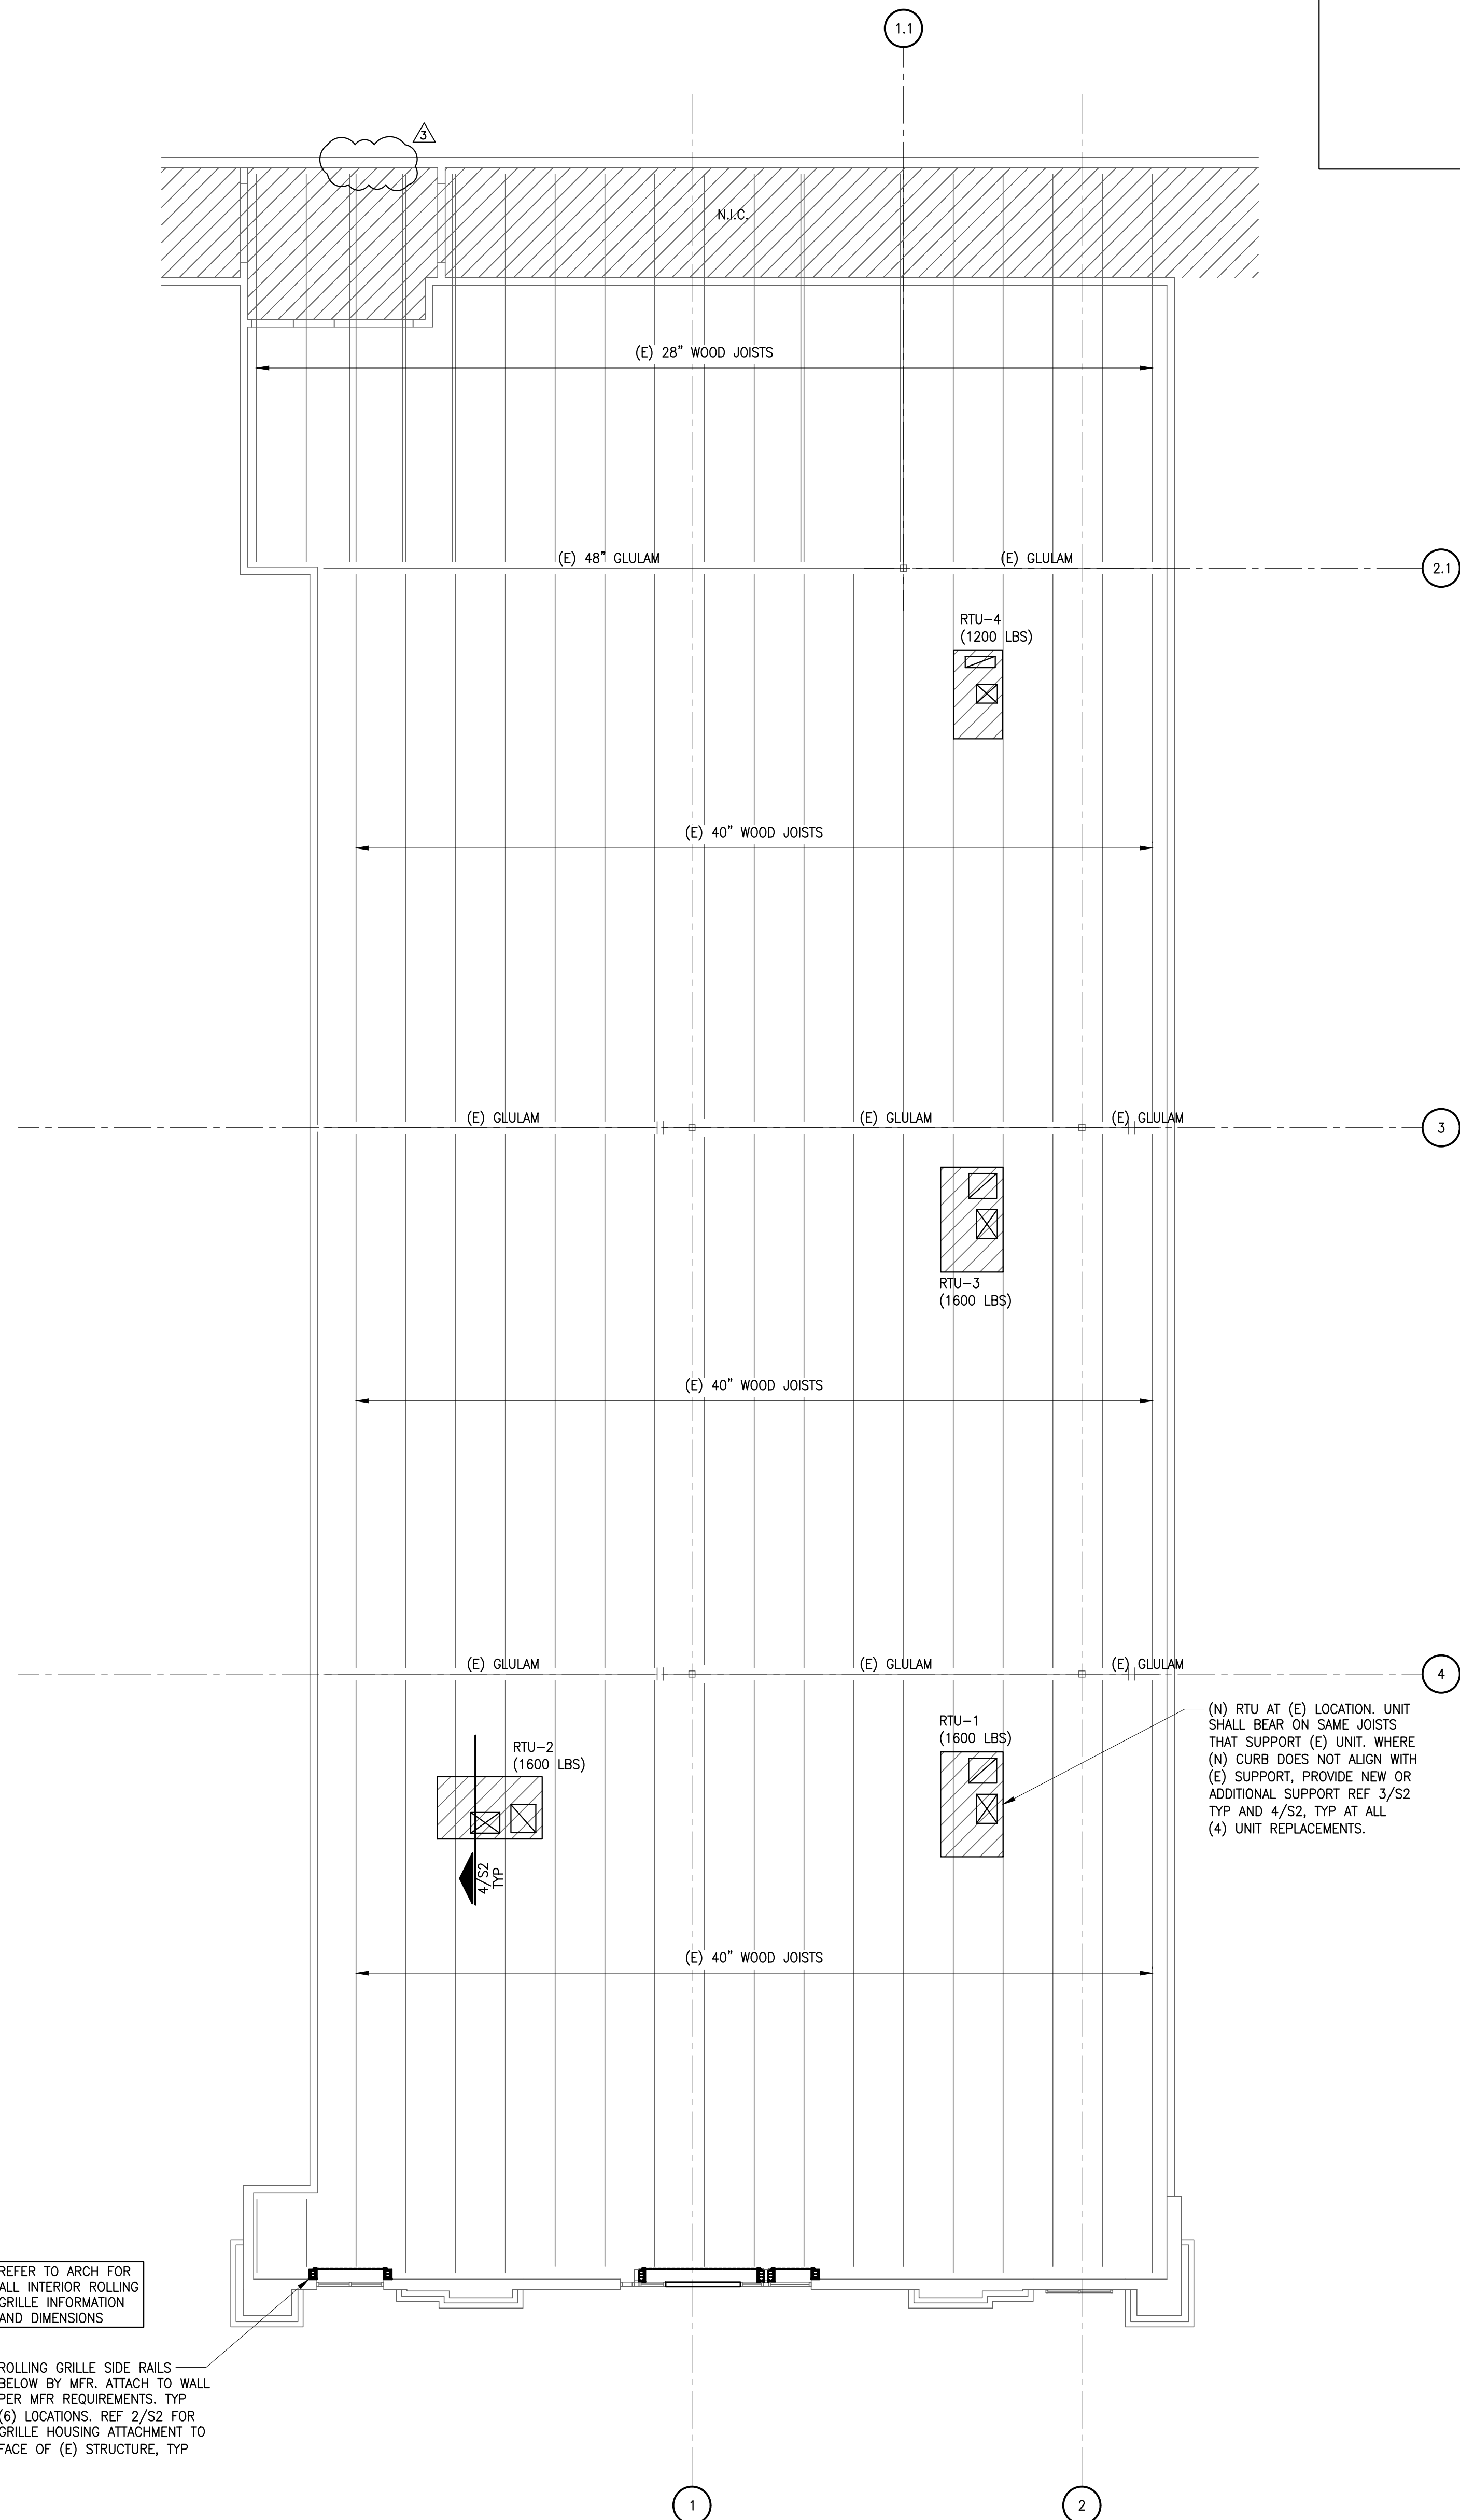 1.1
3
N.I.C.
(E) 28" WOOD JOISTS
(E) 48" GLULAM
(E) GLULAM
2.1
RTU-4
(1200 LBS)
(E) 40" WOOD JOISTS
(E) GLULAM
(E) GLULAM
(E) GLULAM
3
RTU-3
(1600 LBS)
(E) 40" WOOD JOISTS
(E) GLULAM
(E) GLULAM
(E) GLULAM
4
RTU-1
(1600 LBS)
(N) RTU AT (E) LOCATION. UNIT
SHALL BEAR ON SAME JOISTS
THAT SUPPORT (E) UNIT. WHERE
(N) CURB DOES NOT ALIGN WITH
(E) SUPPORT, PROVIDE NEW OR
ADDITIONAL SUPPORT REF 3/S2
TYP AND 4/S2, TYP AT ALL
(4) UNIT REPLACEMENTS.
RTU-2
(1600 LBS)
4/S2
TYP
(E) 40" WOOD JOISTS
REFER TO ARCH FOR
ALL INTERIOR ROLLING
GRILLE INFORMATION
AND DIMENSIONS
ROLLING GRILLE SIDE RAILS
BELOW BY MFR. ATTACH TO WALL
PER MFR REQUIREMENTS. TYP
(6) LOCATIONS. REF 2/S2 FOR
GRILLE HOUSING ATTACHMENT TO
FACE OF (E) STRUCTURE, TYP
1
2